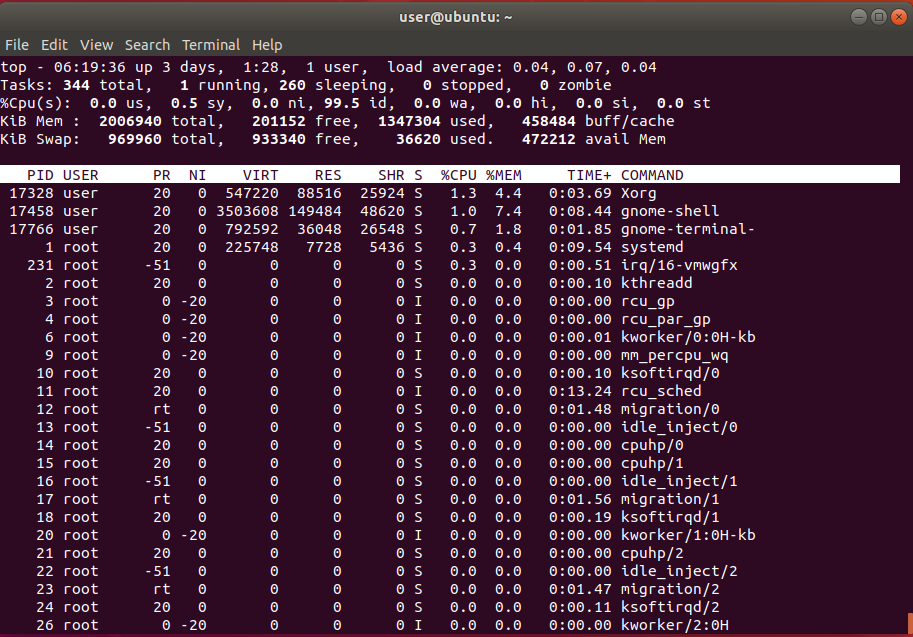 user@ubuntu: ~
File Edit View Search Terminal Help
top - 06:19:36 up 3 days,  1:28,  1 user,  load average: 0.04, 0.07, 0.04
Tasks: 344 total,   1 running, 260 sleeping,   0 stopped,   0 zombie
%Cpu(s):  0.0 us,  0.5 sy,  0.0 ni, 99.5 id,  0.0 wa,  0.0 hi,  0.0 si,  0.0 st
KiB Mem :  2006940 total,   201152 free,  1347304 used,   458484 buff/cache
KiB Swap:   969960 total,   933340 free,    36620 used.   472212 avail Mem
PID USER      PR  NI    VIRT    RES    SHR S  %CPU %MEM     TIME+ COMMAND
17328 user      20   0  547220  88516  25924 S   1.3  4.4   0:03.69 Xorg
17458 user      20   0 3503608 149484  48620 S   1.0  7.4   0:08.44 gnome-shell
17766 user      20   0  792592  36048  26548 S   0.7  1.8   0:01.85 gnome-terminal-
1 root      20   0  225748   7728   5436 S   0.3  0.4   0:09.54 systemd
231 root     -51   0       0      0      0 S   0.3  0.0   0:00.51 irq/16-vmwgfx
2 root      20   0       0      0      0 S   0.0  0.0   0:00.10 kthreadd
3 root       0 -20       0      0      0 I   0.0  0.0   0:00.00 rcu_gp
4 root       0 -20       0      0      0 I   0.0  0.0   0:00.00 rcu_par_gp
6 root       0 -20       0      0      0 I   0.0  0.0   0:00.01 kworker/0:0H-kb
9 root       0 -20       0      0      0 I   0.0  0.0   0:00.00 mm_percpu_wq
10 root      20   0       0      0      0 S   0.0  0.0   0:00.10 ksoftirqd/0
11 root      20   0       0      0      0 I   0.0  0.0   0:13.24 rcu_sched
12 root      rt   0       0      0      0 S   0.0  0.0   0:01.48 migration/0
13 root     -51   0       0      0      0 S   0.0  0.0   0:00.00 idle_inject/0
14 root      20   0       0      0      0 S   0.0  0.0   0:00.00 cpuhp/0
15 root      20   0       0      0      0 S   0.0  0.0   0:00.00 cpuhp/1
16 root     -51   0       0      0      0 S   0.0  0.0   0:00.00 idle_inject/1
17 root      rt   0       0      0      0 S   0.0  0.0   0:01.56 migration/1
18 root      20   0       0      0      0 S   0.0  0.0   0:00.19 ksoftirqd/1
20 root       0 -20       0      0      0 I   0.0  0.0   0:00.00 kworker/1:0H-kb
21 root      20   0       0      0      0 S   0.0  0.0   0:00.00 cpuhp/2
22 root     -51   0       0      0      0 S   0.0  0.0   0:00.00 idle_inject/2
23 root      rt   0       0      0      0 S   0.0  0.0   0:01.47 migration/2
24 root      20   0       0      0      0 S   0.0  0.0   0:00.11 ksoftirqd/2
26 root       0 -20       0      0      0 I   0.0  0.0   0:00.00 kworker/2:0H